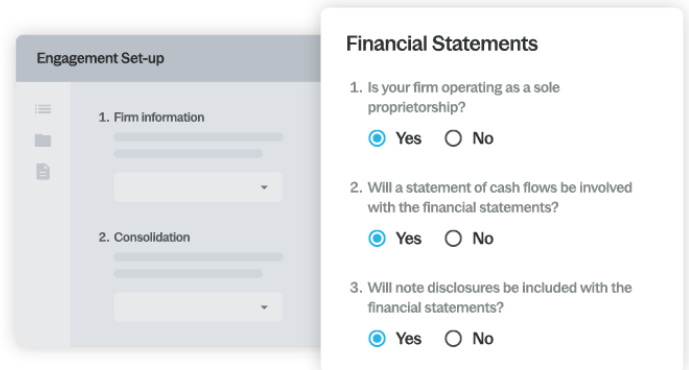 Engagement Set-up
1. Firm information
2. Consolidation
Financial Statements
1. Is your firm operating as a sole
proprietorship?
Yes No
2. Will a statement of cash flows be involved
with the financial statements?
Yes No
3. Will note disclosures be included with the
financial statements?
Yes No